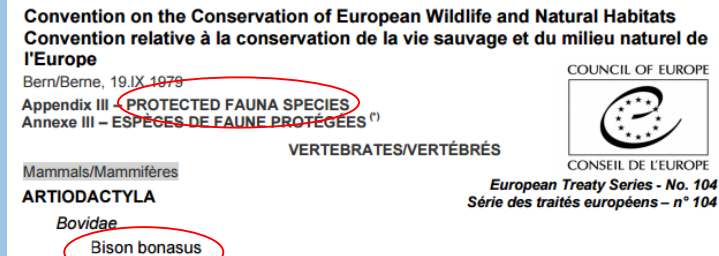 Convention on the Conservation of European Wildlife and Natural Habitats
Convention relative à la conservation de la vie sauvage et du milieu naturel de
l'Europe
Bern/Berne, 19.IX.1979
COUNCIL OF EUROPE
Appendix III – PROTECTED FAUNA SPECIES
Annexe III – ESPÈCES DE FAUNE PROTÉGÉES (*)
VERTEBRATES/VERTÉBRÉS
CONSEIL DE L'EUROPE
Mammals/Mammifères
European Treaty Series - No. 104
ARTIODACTYLA
Série des traités européens – n° 104
Bovidae
Bison bonasus